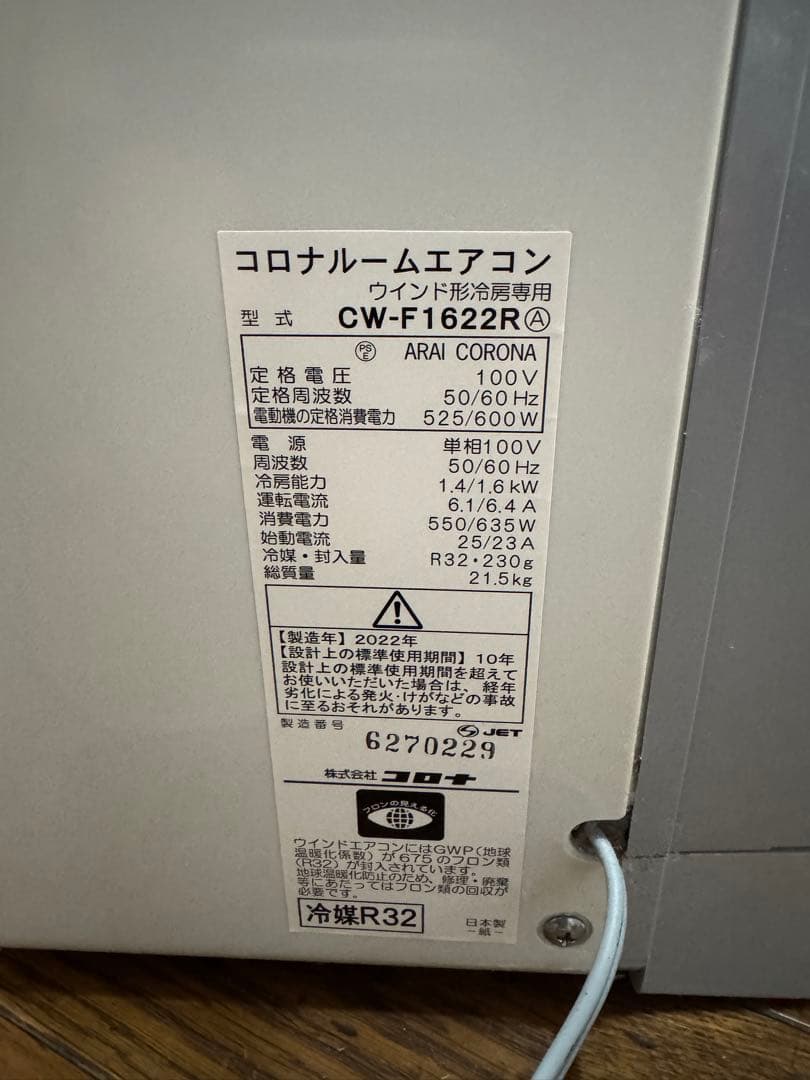 コロナルームエアコン
ウインド形冷房専用
型式 CW-F1622RⒶ
PSE ARAI CORONA
定格電圧 100V
定格周波数 50/60Hz
電動機の定格消費電力 525/600W
電源 単相100V
周波数 50/60Hz
冷房能力 1.4/1.6kW
運転電流 6.1/6.4A
消費電力 550/635W
始動電流 25/23A
冷媒・封入量 R32・230g
総質量 21.5kg
【製造年】2022年
【設計上の標準使用期間】10年
設計上の標準使用期間を超えて
お使いいただいた場合は、経年
劣化による発火・けがなどの事故
に至るおそれがあります。
製造番号 JET
6270229
株式会社コロナ
フロンの見える化
ウインドエアコンにはGWP(地球
温暖化係数)が675のフロン類
(R32)が封入されています。
地球温暖化防止のため、修理・廃棄
等にあたってはフロン類の回収が
必要です。
冷媒R32
日本製
-紙-